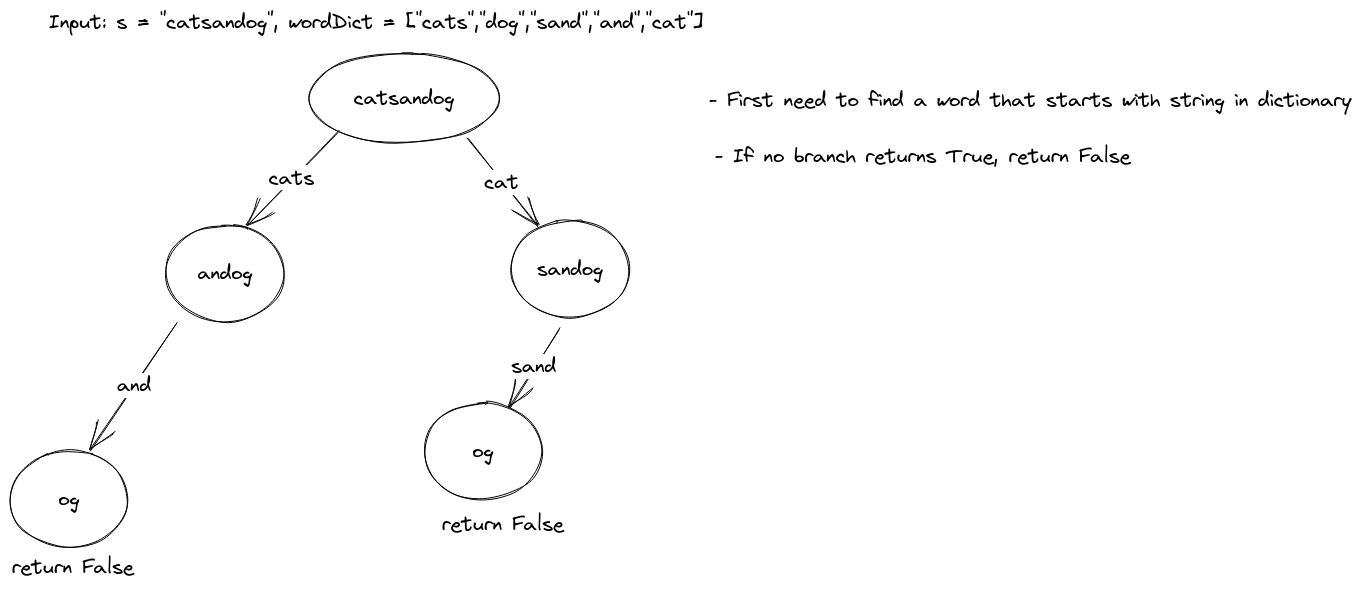 Input: s = "catsandog", wordDict = ["cats","dog","sand","and","cat"]
catsandog
- First need to find a word that starts with string in dictionary
- If no branch returns True, return False
cats
cat
andog
sandog
sand
and
og
og
return False
return False